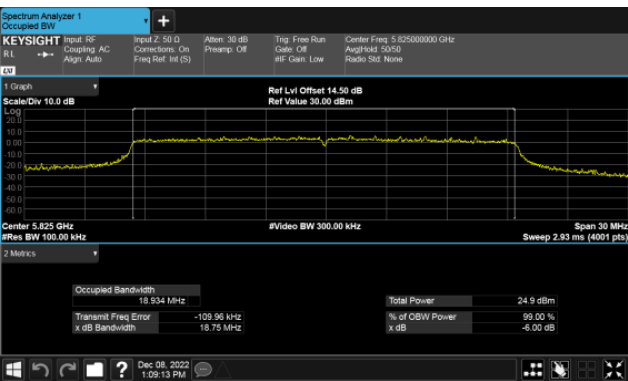 Spectrum Analyzer 1
Occupied BW
+
KEYSIGHT Input: RF Input Z: 50 Ω Atten: 30 dB Trig: Free Run Center Freq: 5.825000000 GHz
R L Coupling: AC Corrections: On Preamp: Off Gate: Off Avg|Hold: 50/50
Align: Auto Freq Ref: Int (S) #IF Gain: Low Radio Std: None
LXI
1 Graph
Ref Lvl Offset 14.50 dB
Scale/Div 10.0 dB Ref Value 30.00 dBm
Log
20.0
10.0
0.00
-10.0
-20.0
-30.0
-40.0
-50.0
-60.0
Center 5.825 GHz #Video BW 300.00 kHz Span 30 MHz
#Res BW 100.00 kHz Sweep 2.93 ms (4001 pts)
2 Metrics
Occupied Bandwidth
18.934 MHz Total Power 24.9 dBm
Transmit Freq Error -109.96 kHz % of OBW Power 99.00 %
x dB Bandwidth 18.75 MHz x dB -6.00 dB
? Dec 08, 2022
1:09:13 PM